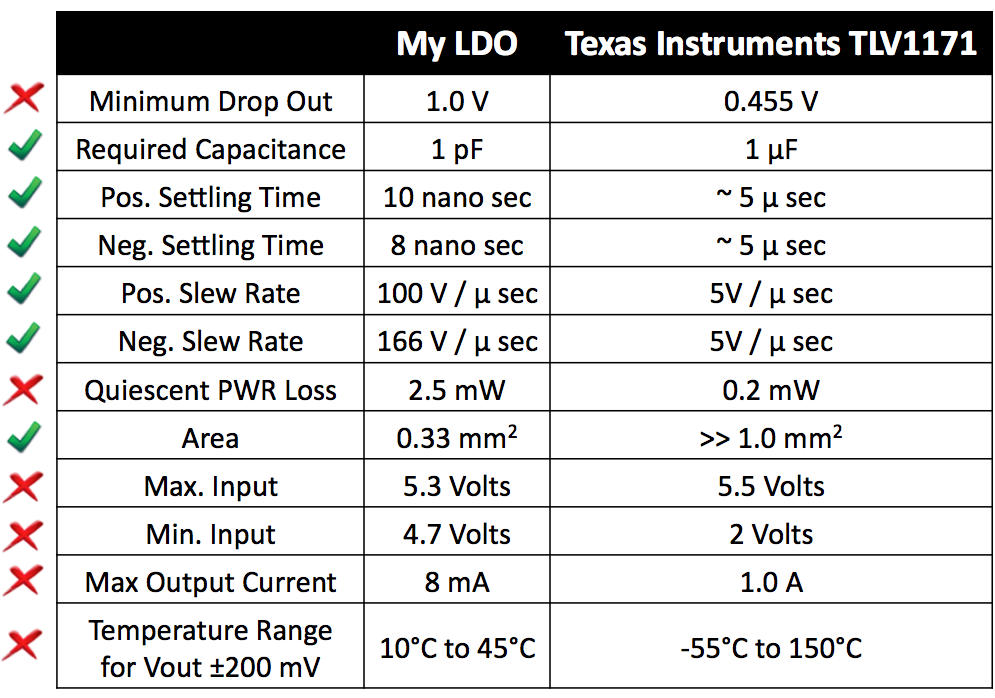 My LDO Texas Instruments TLV1171
Minimum Drop Out 1.0 V 0.455 V
Required Capacitance 1 pF 1 µF
Pos. Settling Time 10 nano sec ~ 5 µ sec
Neg. Settling Time 8 nano sec ~ 5 µ sec
Pos. Slew Rate 100 V / µ sec 5V / µ sec
Neg. Slew Rate 166 V / µ sec 5V / µ sec
Quiescent PWR Loss 2.5 mW 0.2 mW
Area 0.33 mm² >> 1.0 mm²
Max. Input 5.3 Volts 5.5 Volts
Min. Input 4.7 Volts 2 Volts
Max Output Current 8 mA 1.0 A
Temperature Range
for Vout ±200 mV 10°C to 45°C -55°C to 150°C